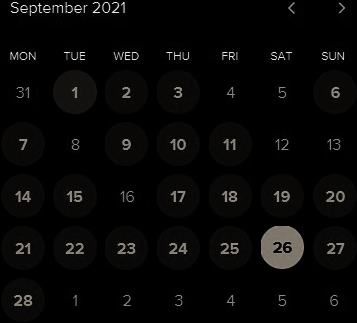 September 2021
MON TUE WED THU FRI SAT SUN
31 1 2 3 4 5 6
7 8 9 10 11 12 13
14 15 16 17 18 19 20
21 22 23 24 25 26 27
28 1 2 3 4 5 6